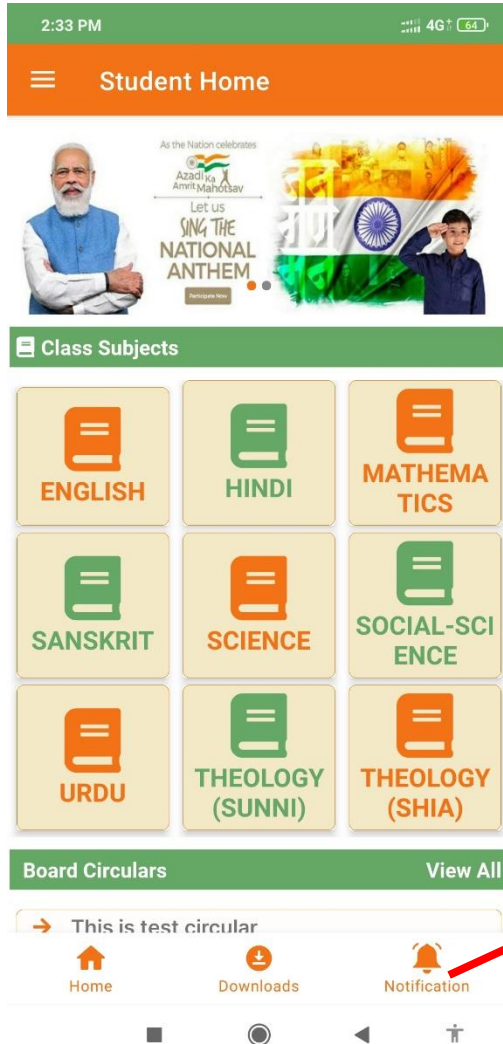 2:33 PM
4G+ 64
Student Home
As the Nation celebrates
Azadi Ka
Amrit Mahotsav
Let us
SING THE
NATIONAL
ANTHEM
Participate Now
Class Subjects
ENGLISH
HINDI
MATHEMA
TICS
SANSKRIT
SCIENCE
SOCIAL-SCI
ENCE
URDU
THEOLOGY
(SUNNI)
THEOLOGY
(SHIA)
Board Circulars
View All
This is test circular
Home
Downloads
Notification